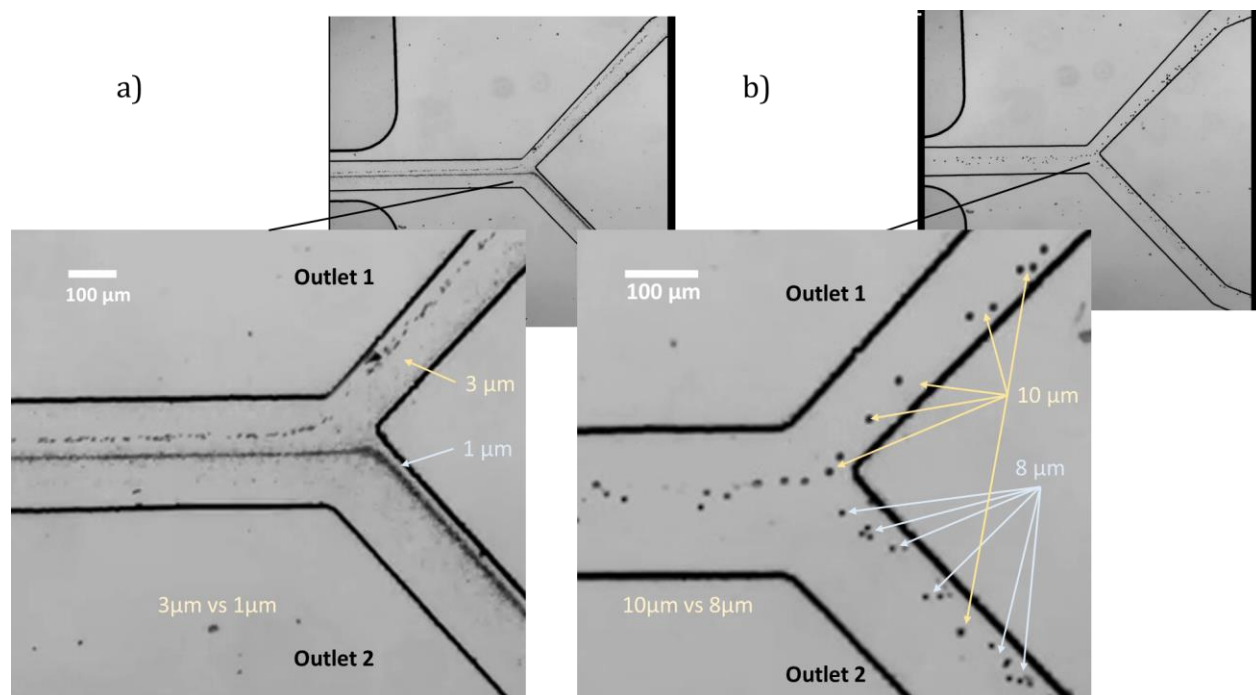 a)
b)
100 µm
Outlet 1
3 µm
1 µm
3µm vs 1µm
Outlet 2
100 µm
Outlet 1
10 µm
8 µm
10µm vs 8µm
Outlet 2